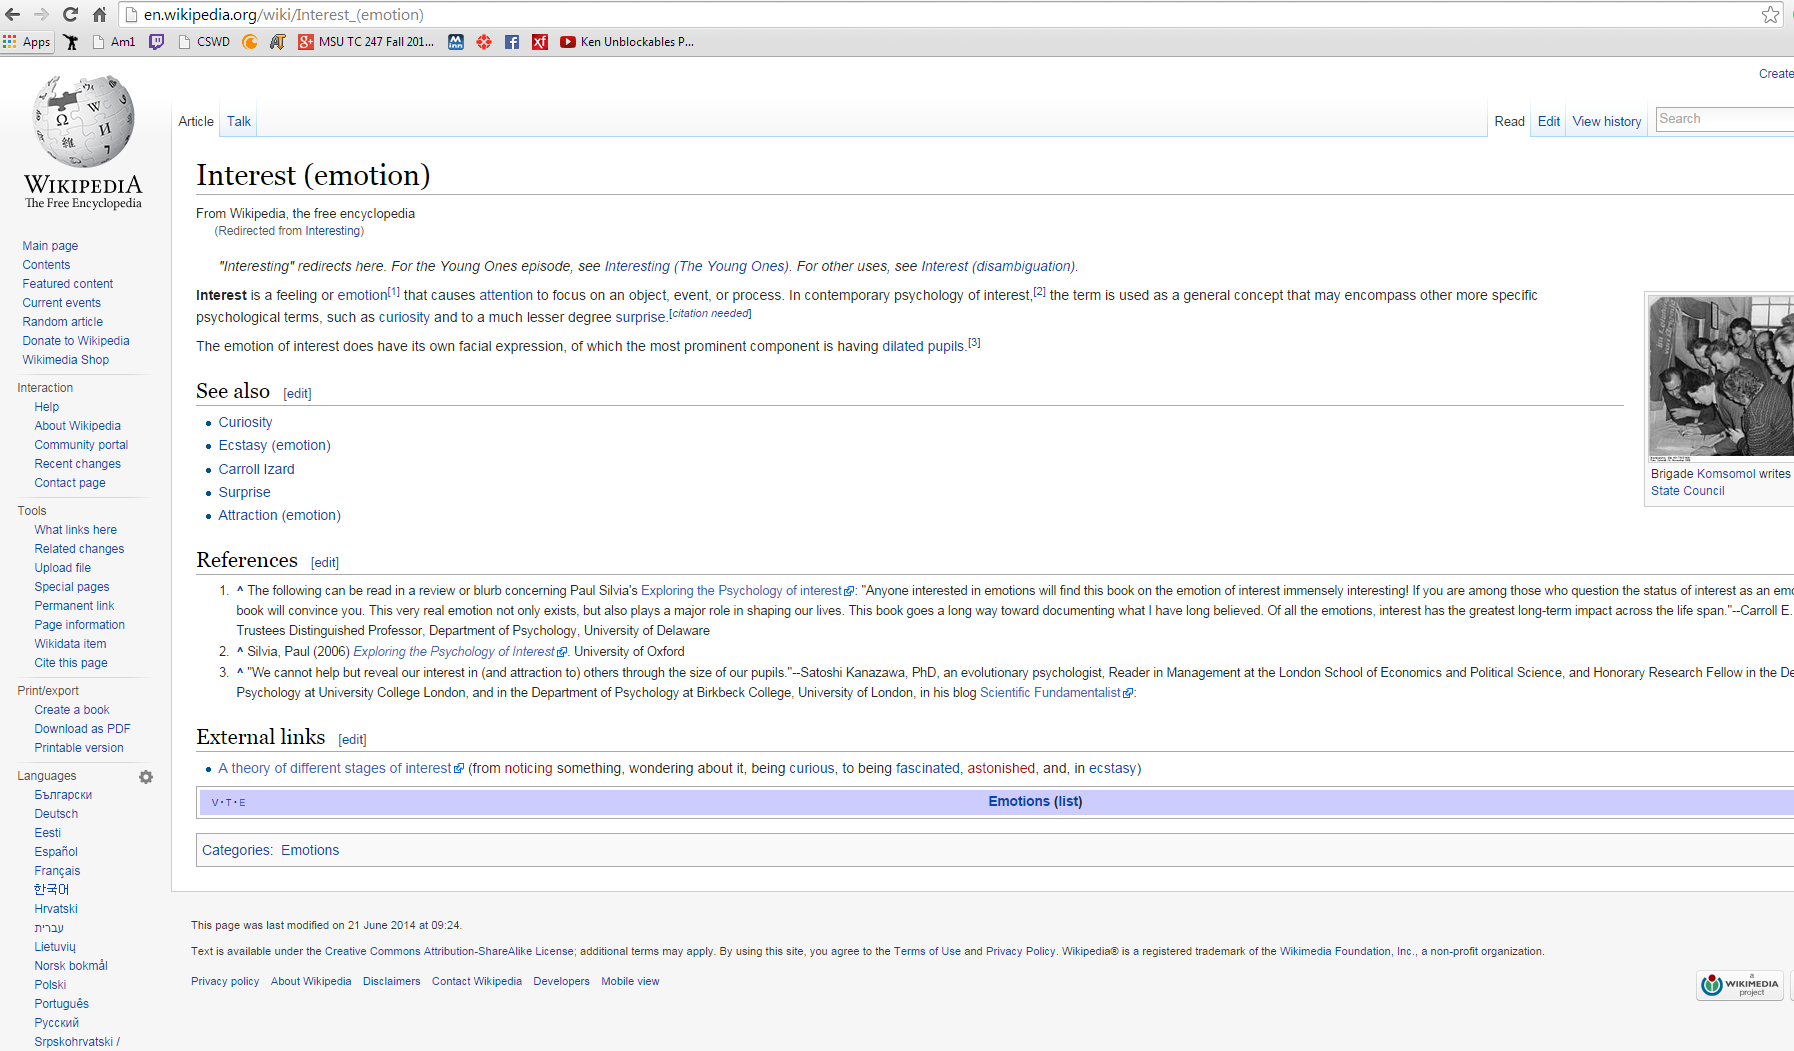 en.wikipedia.org/wiki/Interest_(emotion)
Apps Am1 CSWD MSU TC 247 Fall 201... Ken Unblockables P...
Create
Article Talk Read Edit View history Search
WIKIPEDIA
The Free Encyclopedia
Main page
Contents
Featured content
Current events
Random article
Donate to Wikipedia
Wikimedia Shop
Interaction
Help
About Wikipedia
Community portal
Recent changes
Contact page
Tools
What links here
Related changes
Upload file
Special pages
Permanent link
Page information
Wikidata item
Cite this page
Print/export
Create a book
Download as PDF
Printable version
Languages
Български
Deutsch
Eesti
Español
Français
한국어
Hrvatski
עברית
Lietuvių
Norsk bokmål
Polski
Português
Русский
Srpskohrvatski /
Interest (emotion)
From Wikipedia, the free encyclopedia
(Redirected from Interesting)
"Interesting" redirects here. For the Young Ones episode, see Interesting (The Young Ones). For other uses, see Interest (disambiguation).
Interest is a feeling or emotion[1] that causes attention to focus on an object, event, or process. In contemporary psychology of interest,[2] the term is used as a general concept that may encompass other more specific
psychological terms, such as curiosity and to a much lesser degree surprise.[citation needed]
The emotion of interest does have its own facial expression, of which the most prominent component is having dilated pupils.[3]
Brigade Komsomol writes
State Council
See also [edit]
• Curiosity
• Ecstasy (emotion)
• Carroll Izard
• Surprise
• Attraction (emotion)
References [edit]
1. ^ The following can be read in a review or blurb concerning Paul Silvia's Exploring the Psychology of interest: "Anyone interested in emotions will find this book on the emotion of interest immensely interesting! If you are among those who question the status of interest as an emo
book will convince you. This very real emotion not only exists, but also plays a major role in shaping our lives. This book goes a long way toward documenting what I have long believed. Of all the emotions, interest has the greatest long-term impact across the life span."--Carroll E.
Trustees Distinguished Professor, Department of Psychology, University of Delaware
2. ^ Silvia, Paul (2006) Exploring the Psychology of Interest. University of Oxford
3. ^ "We cannot help but reveal our interest in (and attraction to) others through the size of our pupils."--Satoshi Kanazawa, PhD, an evolutionary psychologist, Reader in Management at the London School of Economics and Political Science, and Honorary Research Fellow in the De
Psychology at University College London, and in the Department of Psychology at Birkbeck College, University of London, in his blog Scientific Fundamentalist:
External links [edit]
• A theory of different stages of interest (from noticing something, wondering about it, being curious, to being fascinated, astonished, and, in ecstasy)
V · T · E Emotions (list)
Categories: Emotions
This page was last modified on 21 June 2014 at 09:24.
Text is available under the Creative Commons Attribution-ShareAlike License; additional terms may apply. By using this site, you agree to the Terms of Use and Privacy Policy. Wikipedia® is a registered trademark of the Wikimedia Foundation, Inc., a non-profit organization.
Privacy policy About Wikipedia Disclaimers Contact Wikipedia Developers Mobile view
a
WIKIMEDIA
project